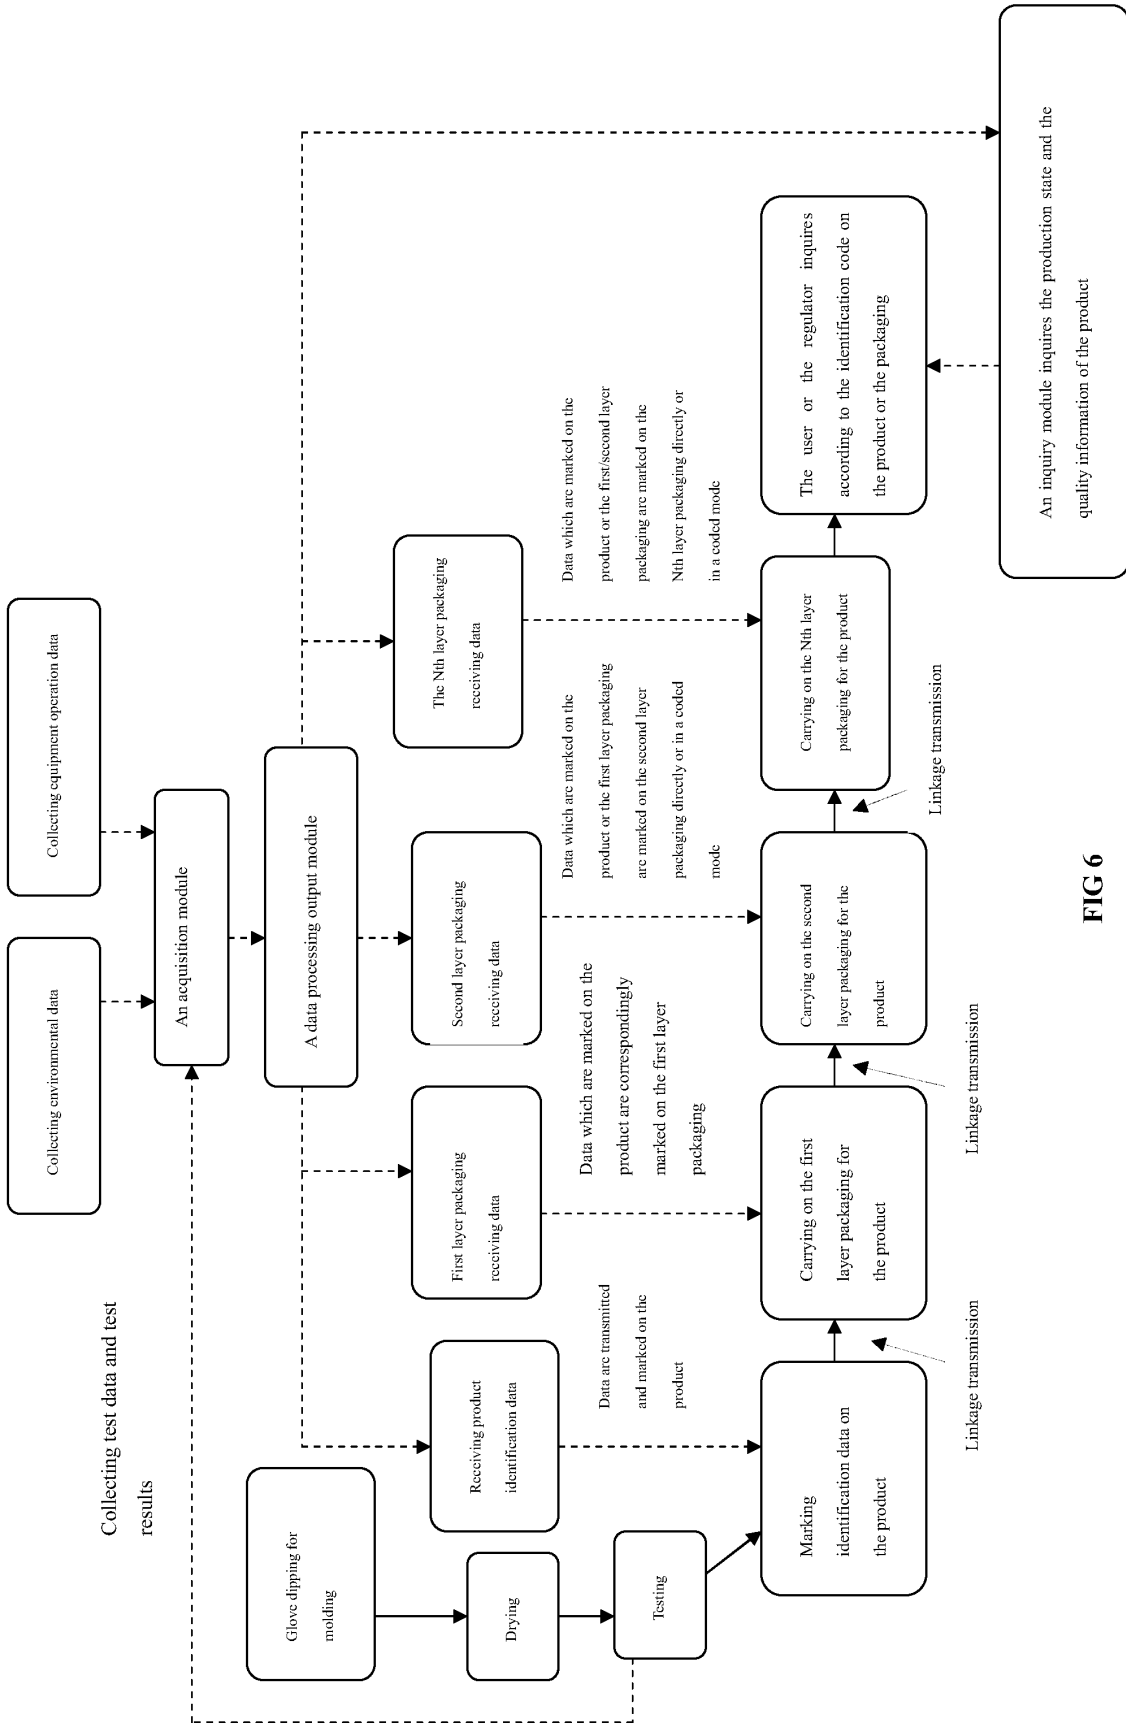 Collecting environmental data
Collecting equipment operation data
Collecting test data and test
results
An acquisition module
A data processing output module
Glove dipping for
molding
Drying
Testing
Receiving product
identification data
First layer packaging
receiving data
Second layer packaging
receiving data
The Nth layer packaging
receiving data
Data are transmitted
and marked on the
product
Data which are marked on the
product are correspondingly
marked on the first layer
packaging
Data which are marked on the
product or the first layer packaging
are marked on the second layer
packaging directly or in a coded
mode
Data which are marked on the
product or the first/second layer
packaging are marked on the
Nth layer packaging directly or
in a coded mode
Marking
identification data on
the product
Carrying on the first
layer packaging for
the product
Carrying on the second
layer packaging for the
product
Carrying on the Nth layer
packaging for the product
The user or the regulator inquires
according to the identification code on
the product or the packaging
Linkage transmission
Linkage transmission
Linkage transmission
An inquiry module inquires the production state and the
quality information of the product
FIG 6